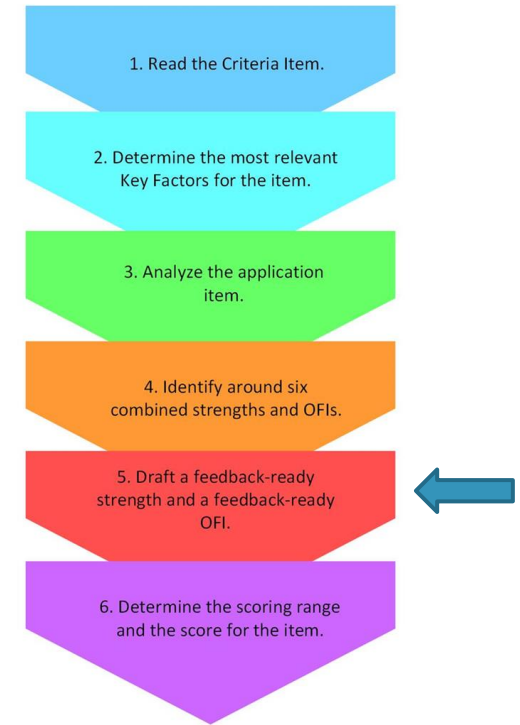 1. Read the Criteria Item.
2. Determine the most relevant
Key Factors for the item.
3. Analyze the application
item.
4. Identify around six
combined strengths and OFIs.
5. Draft a feedback-ready
strength and a feedback-ready
OFI.
6. Determine the scoring range
and the score for the item.